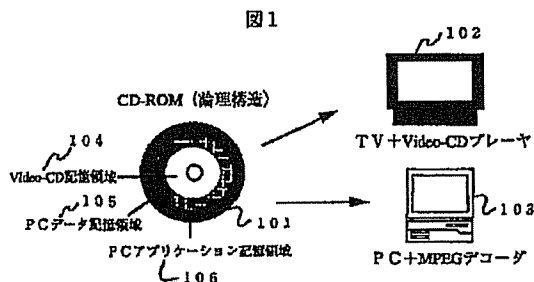 図1
102
CD-ROM (論理構造)
104
TV+Video-CDプレーヤ
Video-CD記憶領域
105
PCデータ記憶領域
101
103
PCアプリケーション記憶領域
106
PC+MPEGデコーダ